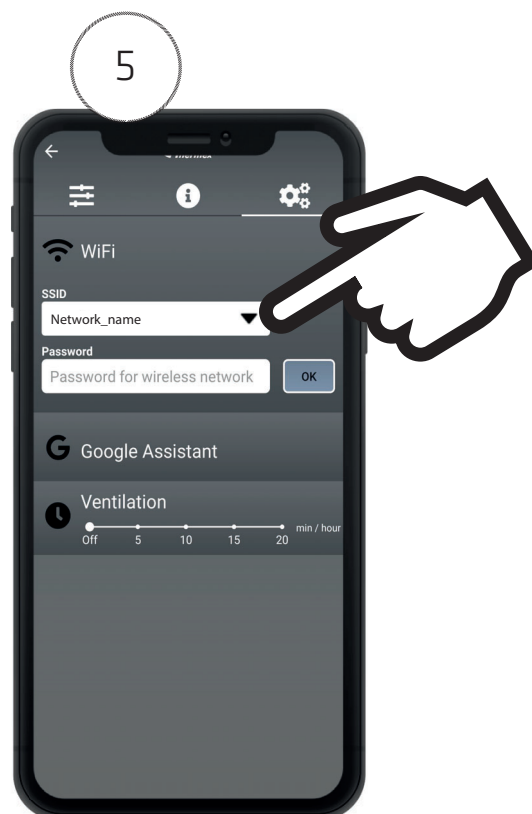 5
Thermex
WiFi
SSID
Network_name
Password
Password for wireless network
OK
Google Assistant
Ventilation
Off 5 10 15 20 min / hour